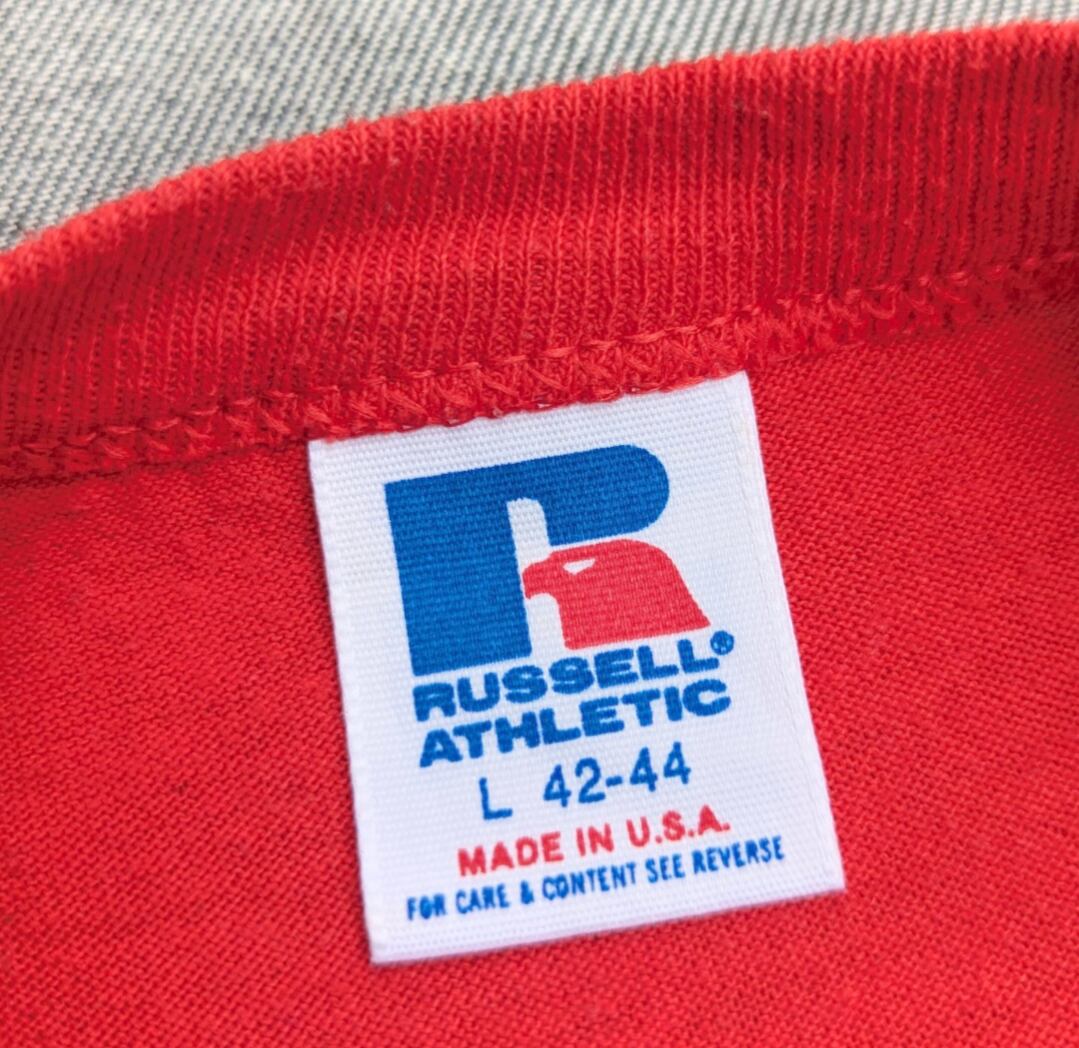 RUSSELL®
ATHLETIC
L 42-44
MADE IN U.S.A.
FOR CARE & CONTENT SEE REVERSE